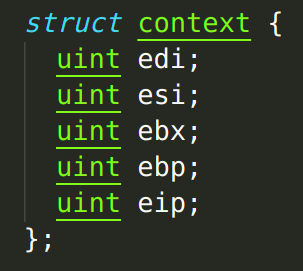 struct context {
uint edi;
uint esi;
uint ebx;
uint ebp;
uint eip;
};